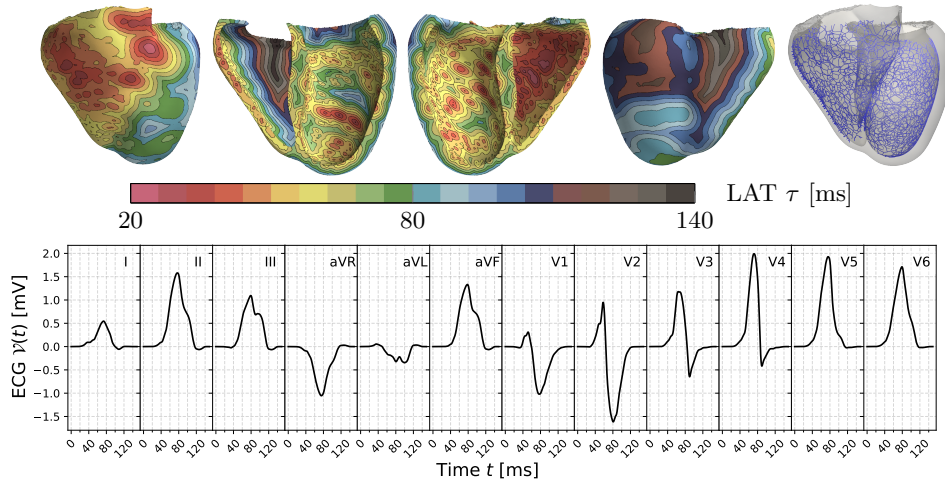 LAT τ [ms]
20 80 140
I II III aVR aVL aVF V1 V2 V3 V4 V5 V6
2.0
1.5
1.0
0.5
0.0
−0.5
−1.0
−1.5
ECG 𝒱(t) [mV]
0 40 80 120 0 40 80 120 0 40 80 120 0 40 80 120 0 40 80 120 0 40 80 120 0 40 80 120 0 40 80 120 0 40 80 120 0 40 80 120 0 40 80 120 0 40 80 120
Time t [ms]